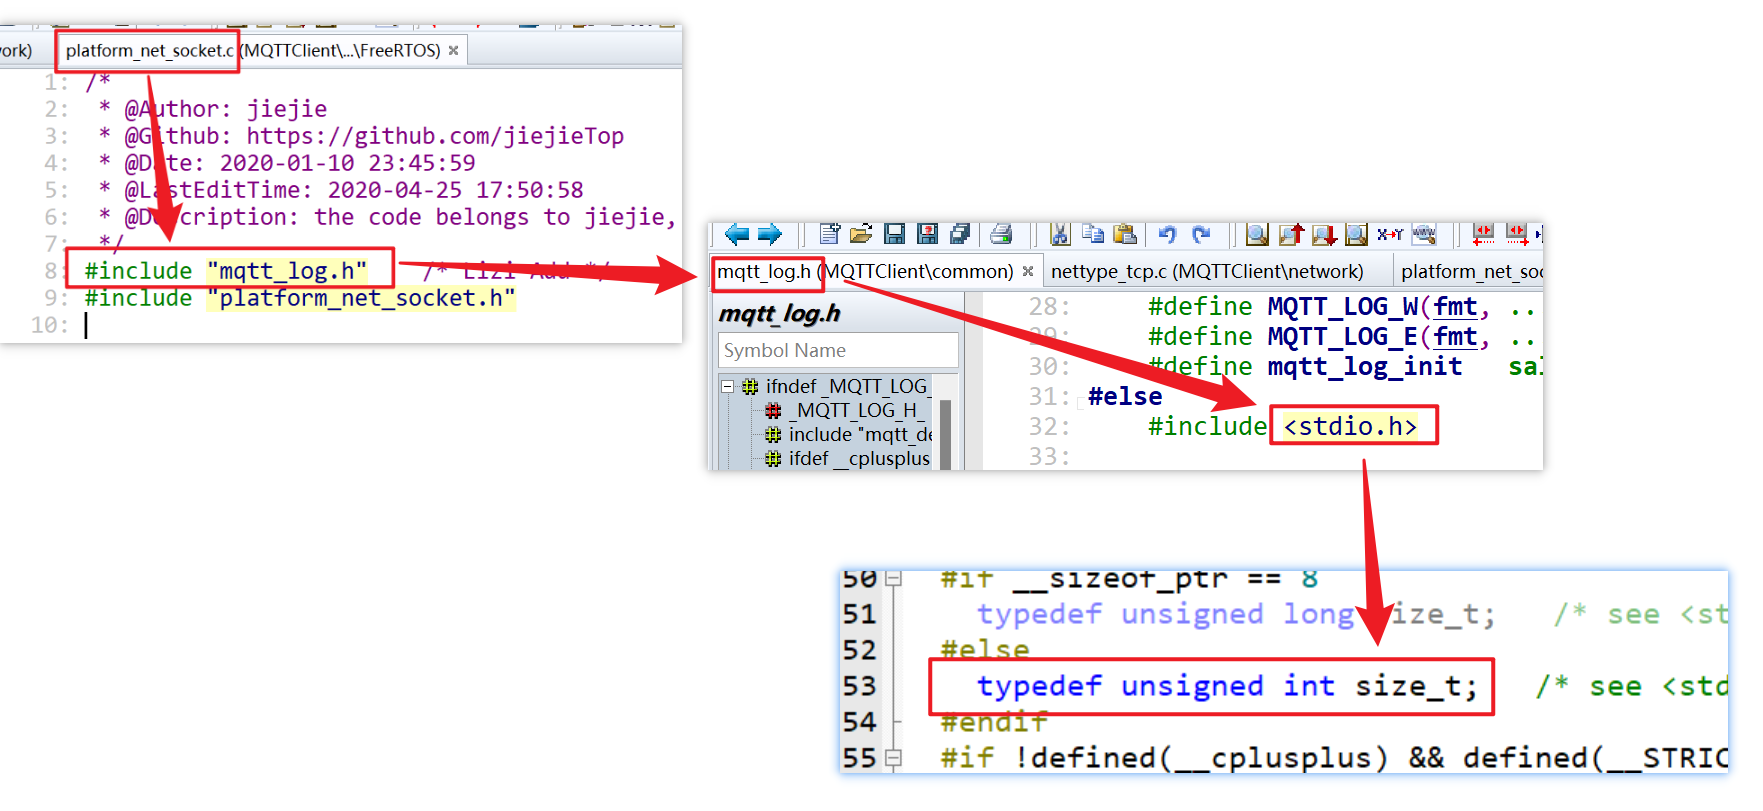 ork)
platform_net_socket.c (MQTTClient\...\FreeRTOS)
1: /*
2: * @Author: jiejie
3: * @Github: https://github.com/jiejieTop
4: * @Date: 2020-01-10 23:45:59
5: * @LastEditTime: 2020-04-25 17:50:58
6: * @Description: the code belongs to jiejie,
7: */
8: #include "mqtt_log.h" /* Lizi Add */
9: #include "platform_net_socket.h"
10:
mqtt_log.h (MQTTClient\common)
nettype_tcp.c (MQTTClient\network)
platform_net_so
mqtt_log.h
Symbol Name
ifndef _MQTT_LOG_
_MQTT_LOG_H_
include "mqtt_de
ifdef __cplusplus
28: #define MQTT_LOG_W(fmt, ..
29: #define MQTT_LOG_E(fmt, ..
30: #define mqtt_log_init sal
31: #else
32: #include <stdio.h>
33:
50 #if __sizeof_ptr == 8
51 typedef unsigned long size_t; /* see <st
52 #else
53 typedef unsigned int size_t; /* see <std
54 #endif
55 #if !defined(__cplusplus) && defined(__STRIC